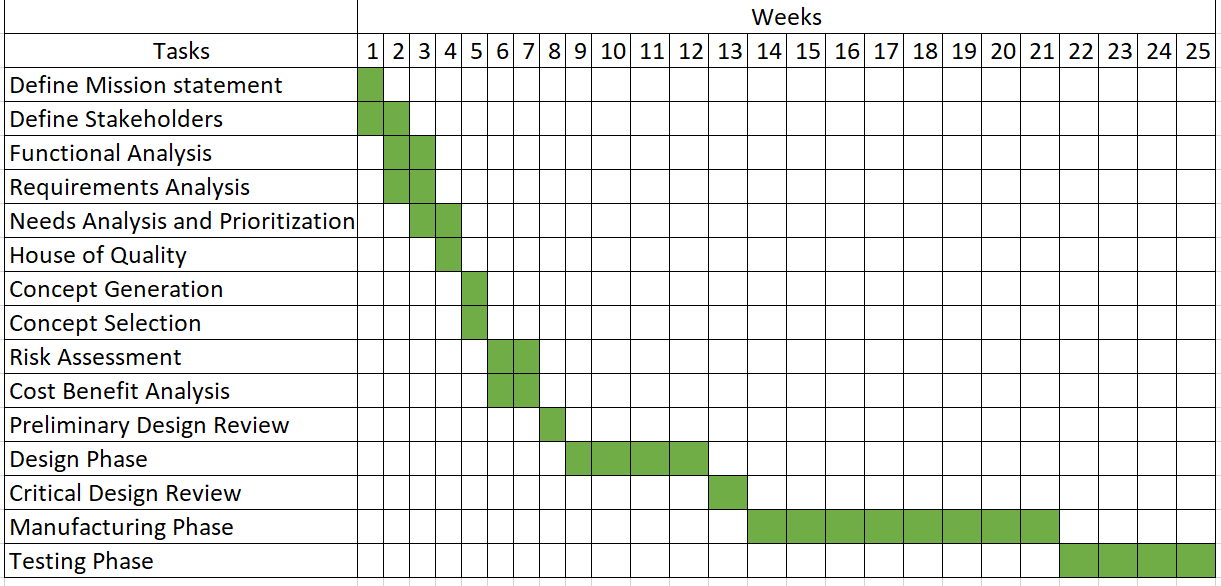 Weeks
Tasks 1 2 3 4 5 6 7 8 9 10 11 12 13 14 15 16 17 18 19 20 21 22 23 24 25
Define Mission statement
Define Stakeholders
Functional Analysis
Requirements Analysis
Needs Analysis and Prioritization
House of Quality
Concept Generation
Concept Selection
Risk Assessment
Cost Benefit Analysis
Preliminary Design Review
Design Phase
Critical Design Review
Manufacturing Phase
Testing Phase